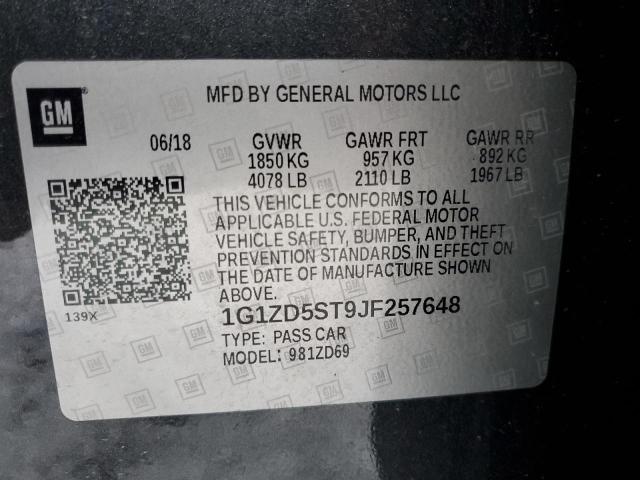 GM
MFD BY GENERAL MOTORS LLC
06/18 GVWR GAWR FRT GAWR RR
1850 KG 957 KG 892 KG
4078 LB 2110 LB 1967 LB
THIS VEHICLE CONFORMS TO ALL
APPLICABLE U.S. FEDERAL MOTOR
VEHICLE SAFETY, BUMPER, AND THEFT
PREVENTION STANDARDS IN EFFECT ON
THE DATE OF MANUFACTURE SHOWN
ABOVE.
139X
1G1ZD5ST9JF257648
TYPE: PASS CAR
MODEL: 981ZD69